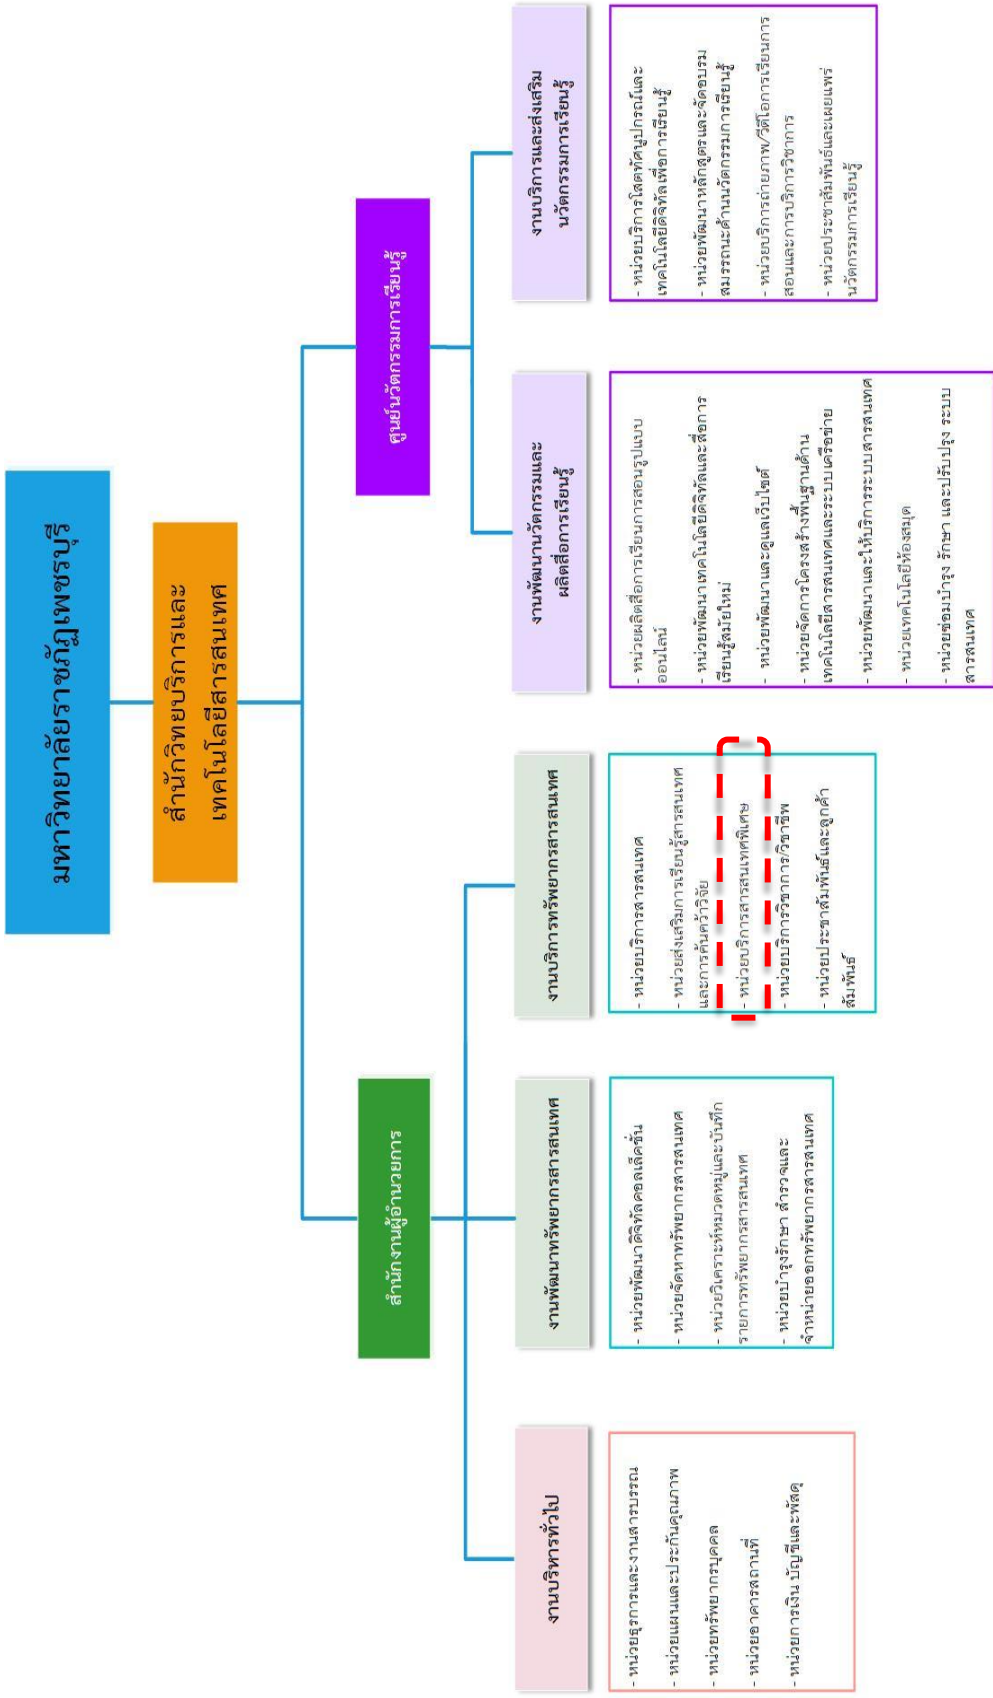 มหาวิทยาลัยราชภัฏเพชรบุรี
สำนักวิทยบริการและ
เทคโนโลยีสารสนเทศ
สำนักงานผู้อำนวยการ
ศูนย์นวัตกรรมการเรียนรู้
งานบริหารทั่วไป
- หน่วยธุรการและงานสารบรรณ
- หน่วยแผนและประกันคุณภาพ
- หน่วยทรัพยากรบุคคล
- หน่วยอาคารสถานที่
- หน่วยการเงิน บัญชีและพัสดุ
งานพัฒนาทรัพยากรสารสนเทศ
- หน่วยพัฒนาดิจิทัลคอลเล็คชั่น
- หน่วยจัดหาทรัพยากรสารสนเทศ
- หน่วยวิเคราะห์หมวดหมู่และบันทึก
รายการทรัพยากรสารสนเทศ
- หน่วยบำรุงรักษา สำรวจและ
จำหน่ายออกทรัพยากรสารสนเทศ
งานบริการทรัพยากรสารสนเทศ
- หน่วยบริการสารสนเทศ
- หน่วยส่งเสริมการเรียนรู้สารสนเทศ
และการค้นคว้าวิจัย
- หน่วยบริการสารสนเทศพิเศษ
- หน่วยบริการวิชาการ/วิชาชีพ
- หน่วยประชาสัมพันธ์และลูกค้า
สัมพันธ์
งานพัฒนานวัตกรรมและ
ผลิตสื่อการเรียนรู้
- หน่วยผลิตสื่อการเรียนการสอนรูปแบบ
ออนไลน์
- หน่วยพัฒนาเทคโนโลยีดิจิทัลและสื่อการ
เรียนรู้สมัยใหม่
- หน่วยพัฒนาและดูแลเว็บไซต์
- หน่วยจัดการโครงสร้างพื้นฐานด้าน
เทคโนโลยีสารสนเทศและระบบเครือข่าย
- หน่วยพัฒนาและให้บริการระบบสารสนเทศ
- หน่วยเทคโนโลยีห้องสมุด
- หน่วยซ่อมบำรุง รักษา และปรับปรุง ระบบ
สารสนเทศ
งานบริการและส่งเสริม
นวัตกรรมการเรียนรู้
- หน่วยบริการโสตทัศนูปกรณ์และ
เทคโนโลยีดิจิทัลเพื่อการเรียนรู้
- หน่วยพัฒนาหลักสูตรและจัดอบรม
สมรรถนะด้านนวัตกรรมการเรียนรู้
- หน่วยบริการถ่ายภาพ/วีดีโอการเรียนการ
สอนและการบริการวิชาการ
- หน่วยประชาสัมพันธ์และเผยแพร่
นวัตกรรมการเรียนรู้